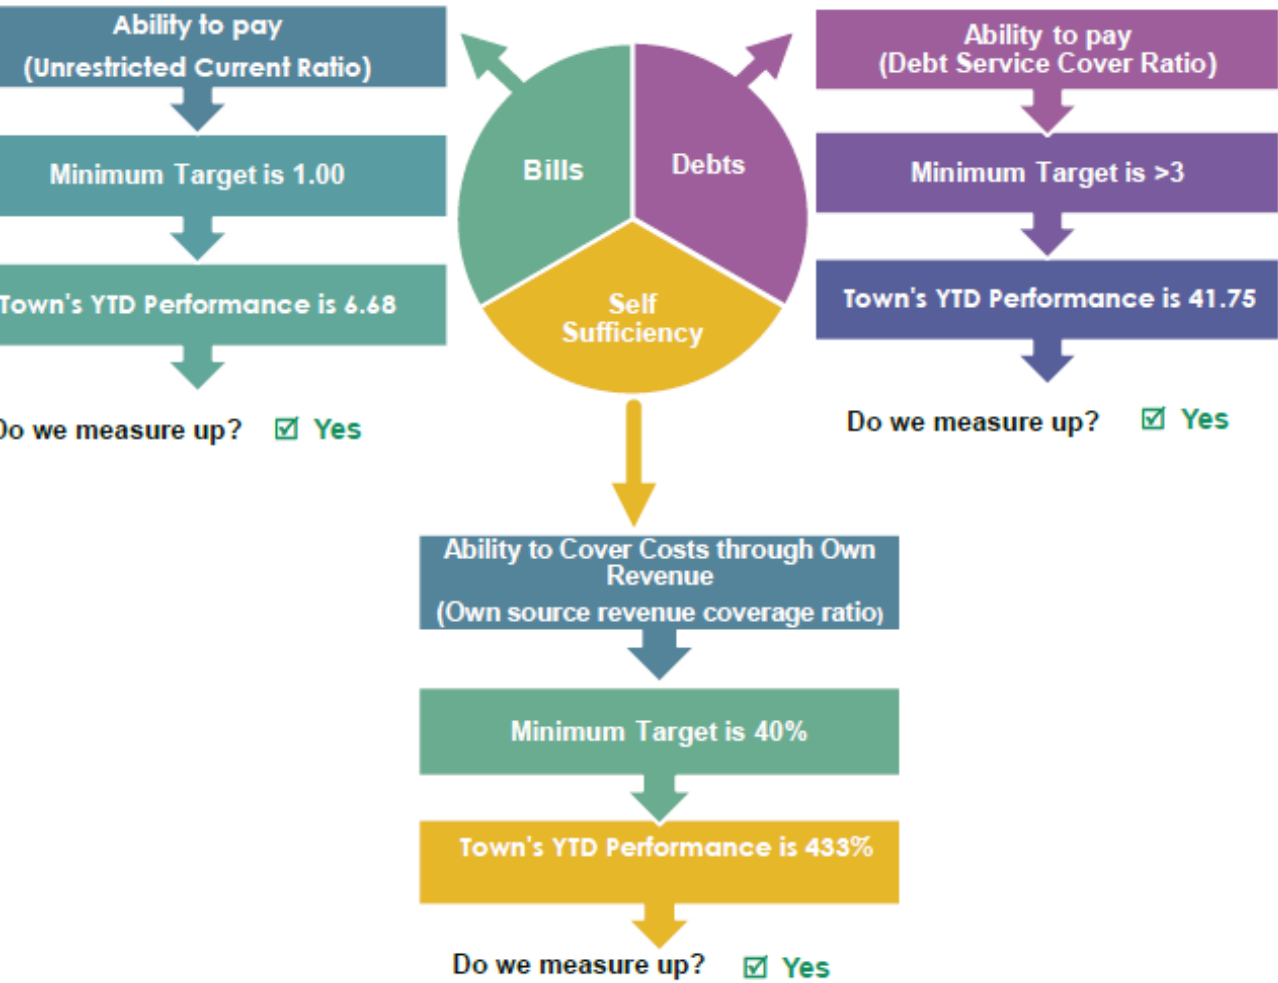 Ability to pay
(Unrestricted Current Ratio)
Minimum Target is 1.00
Town's YTD Performance is 6.68
Do we measure up? ☑ Yes
Bills
Debts
Self
Sufficiency
Ability to pay
(Debt Service Cover Ratio)
Minimum Target is >3
Town's YTD Performance is 41.75
Do we measure up? ☑ Yes
Ability to Cover Costs through Own
Revenue
(Own source revenue coverage ratio)
Minimum Target is 40%
Town's YTD Performance is 433%
Do we measure up? ☑ Yes